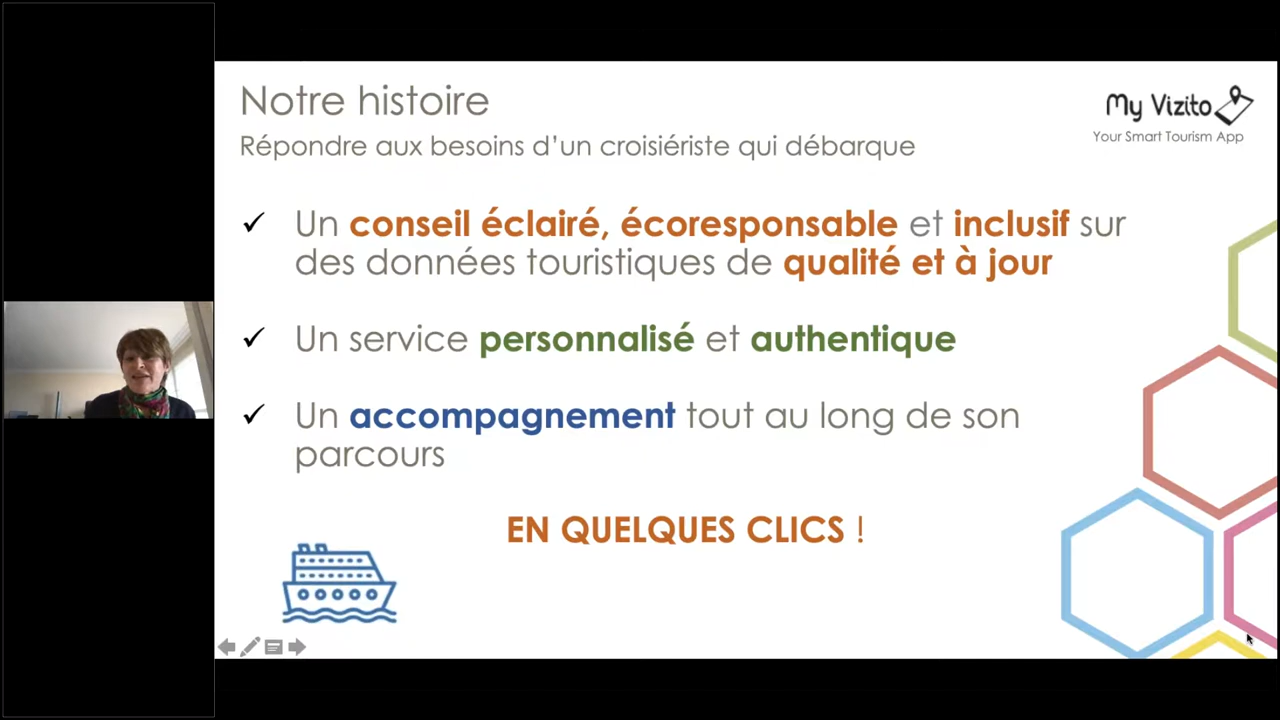 Notre histoire
Répondre aux besoins d’un croisiériste qui débarque
My Vizito
Your Smart Tourism App
Un conseil éclairé, écoresponsable et inclusif sur
des données touristiques de qualité et à jour
Un service personnalisé et authentique
Un accompagnement tout au long de son
parcours
EN QUELQUES CLICS !